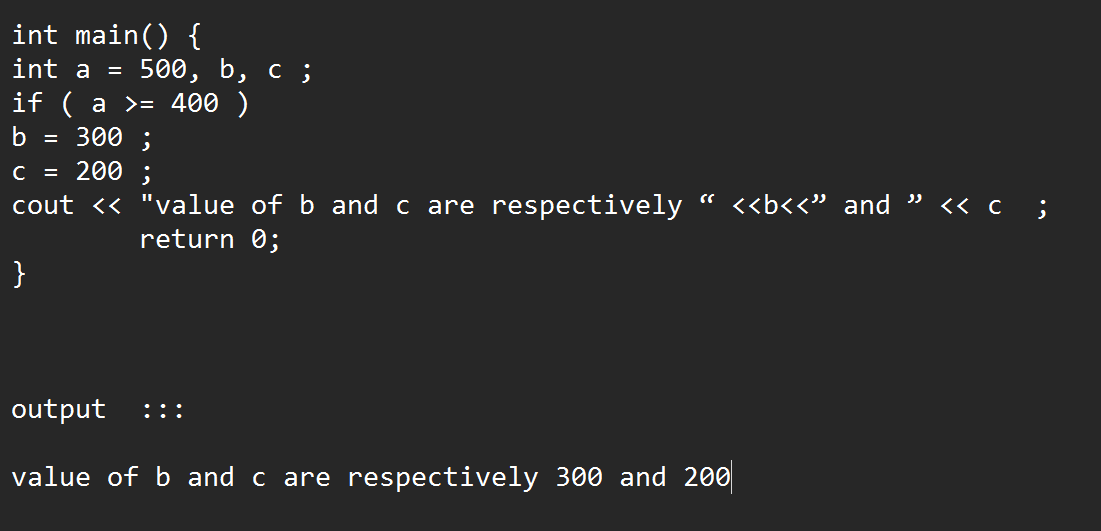 int main() {
int a = 500, b, c ;
if ( a >= 400 )
b = 300 ;
c = 200 ;
cout << "value of b and c are respectively “ <<b<<” and ” << c  ;
        return 0;
}
output  :::
value of b and c are respectively 300 and 200